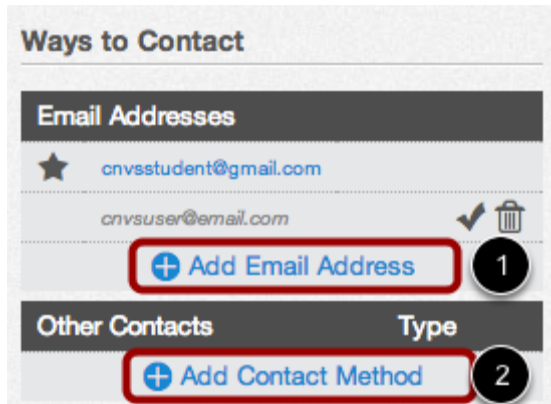 Ways to Contact
Email Addresses
cnvsstudent@gmail.com
cnvsuser@email.com
Add Email Address 1
Other Contacts Type
Add Contact Method 2